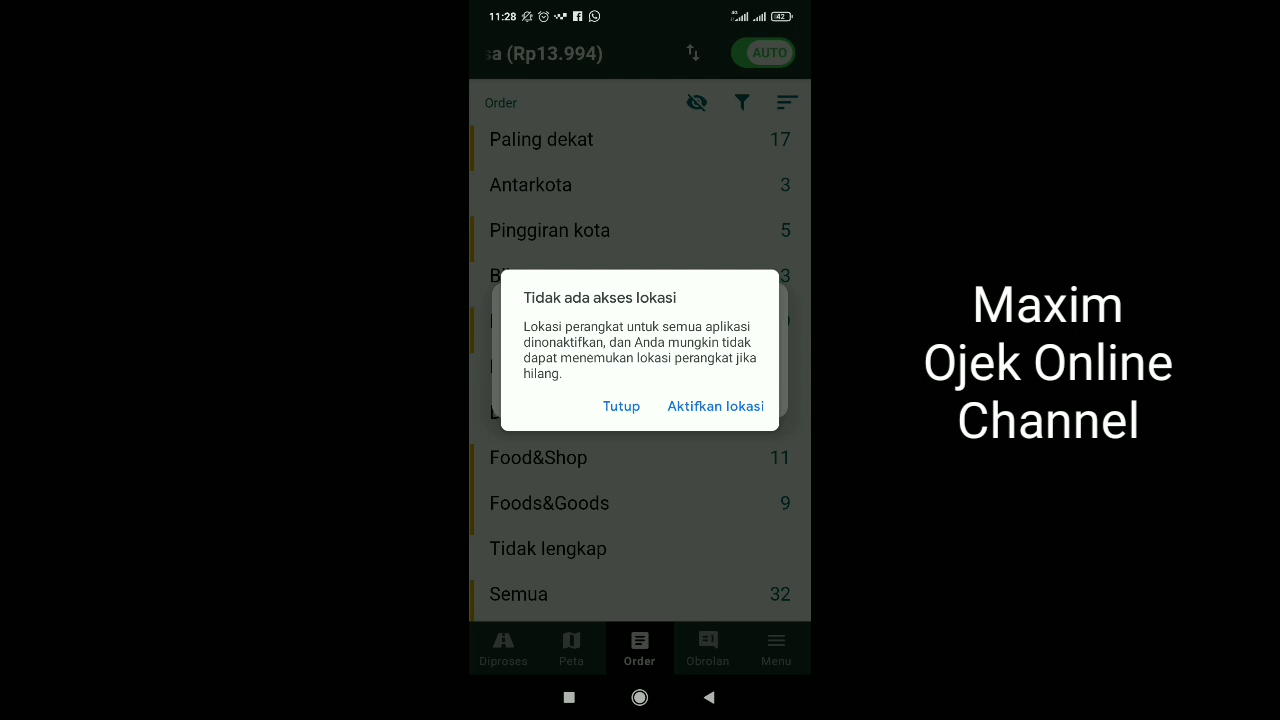 11:28
4G
42
sa (Rp13.994)
AUTO
Order
Paling dekat 17
Antarkota 3
Pinggiran kota 5
3
Tidak ada akses lokasi
Lokasi perangkat untuk semua aplikasi
dinonaktifkan, dan Anda mungkin tidak
dapat menemukan lokasi perangkat jika
hilang.
Tutup Aktifkan lokasi
Food&Shop 11
Foods&Goods 9
Tidak lengkap
Semua 32
Diproses Peta Order Obrolan Menu
Maxim
Ojek Online
Channel